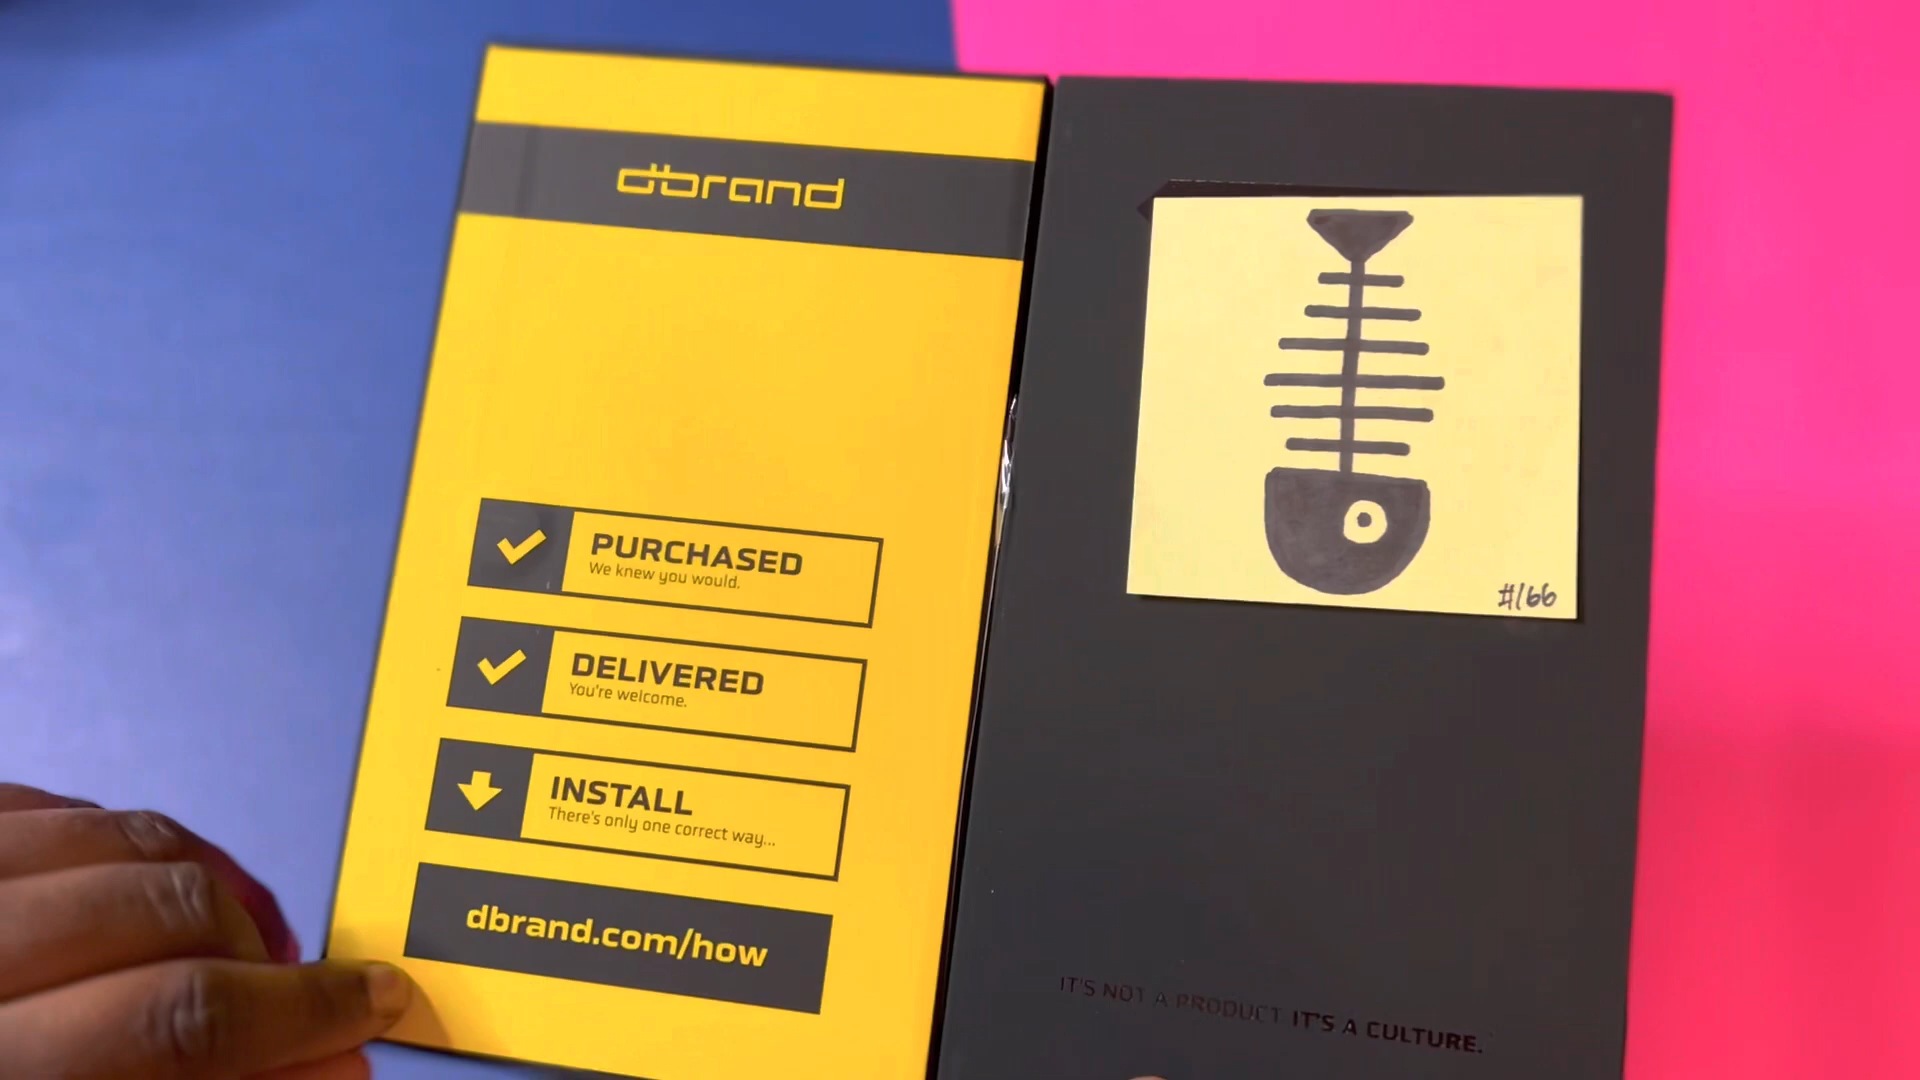 dbrand
PURCHASED
We knew you would.
DELIVERED
You're welcome.
INSTALL
There's only one correct way...
dbrand.com/how
#166
IT'S NOT A PRODUCT IT'S A CULTURE.